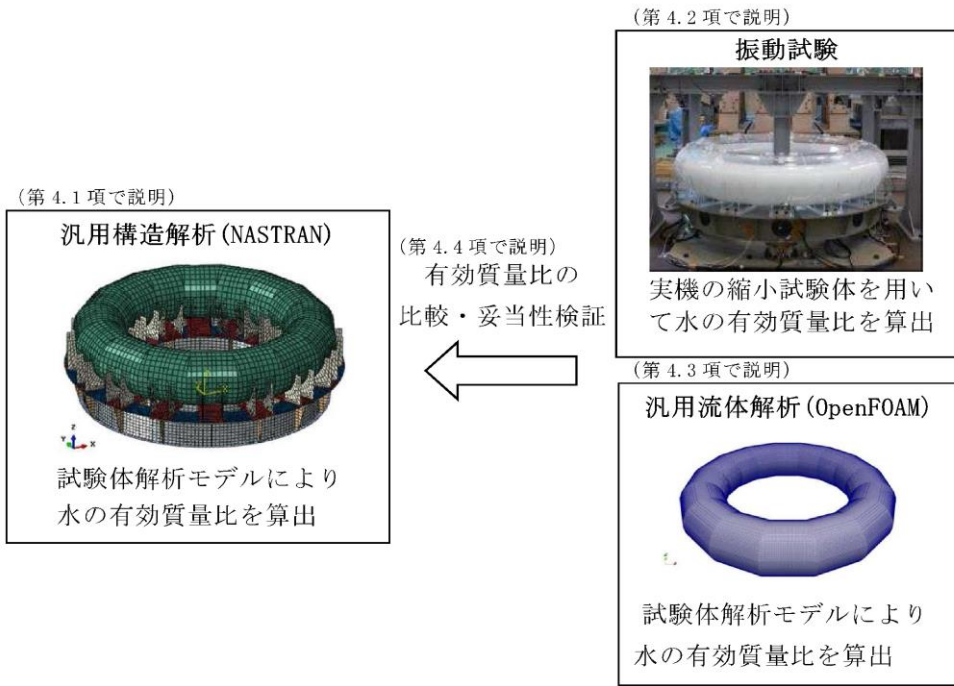 (第 4.2 項で説明)
振動試験
実機の縮小試験体を用い
て水の有効質量比を算出
(第 4.1 項で説明)
汎用構造解析(NASTRAN)
Z
Y
X
試験体解析モデルにより
水の有効質量比を算出
(第 4.4 項で説明)
有効質量比の
比較・妥当性検証
(第 4.3 項で説明)
汎用流体解析(OpenFOAM)
試験体解析モデルにより
水の有効質量比を算出